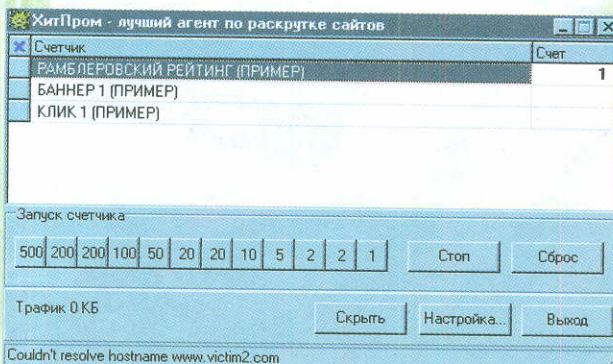 ХитПром - лучший агент по раскрутке сайтов
Счетчик Счет
РАМБЛЕРОВСКИЙ РЕЙТИНГ (ПРИМЕР) 1
БАННЕР 1 (ПРИМЕР)
КЛИК 1 (ПРИМЕР)
Запуск счетчика
500 200 200 100 50 20 20 10 5 2 2 1 Стоп Сброс
Трафик 0 КБ Скрыть Настройка... Выход
Couldn't resolve hostname www.victim2.com